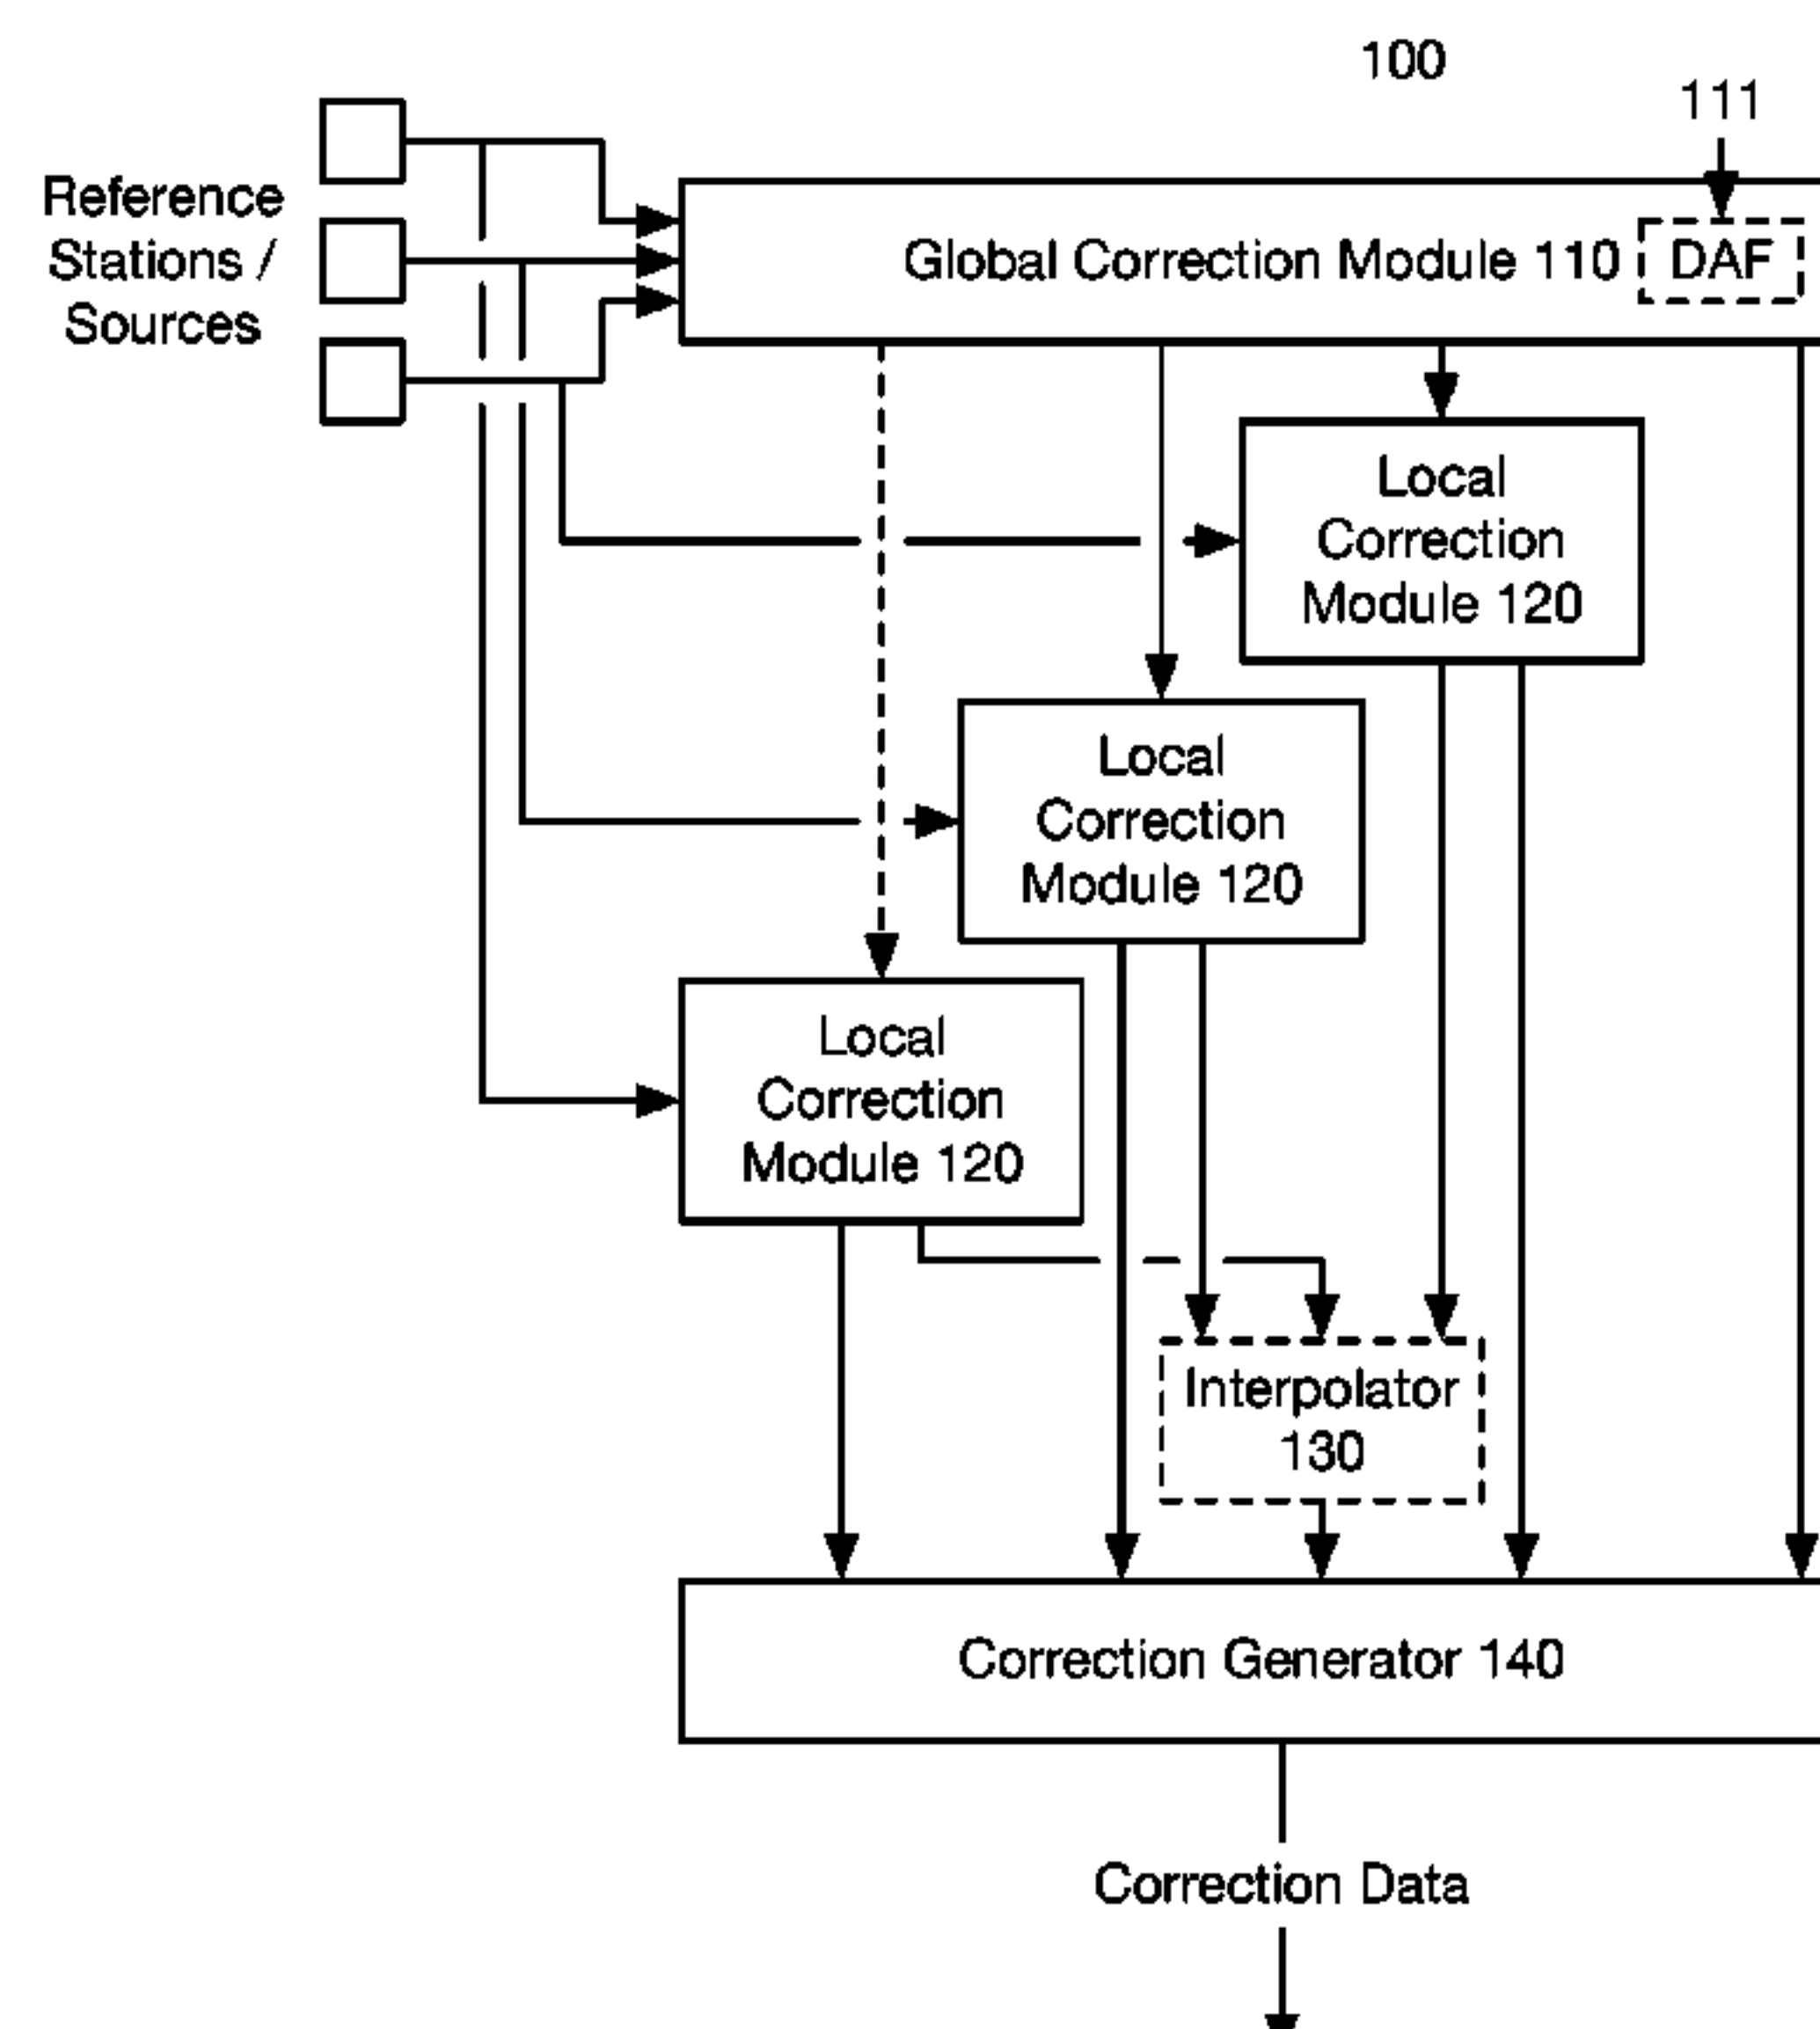 100
111
Reference
Stations /
Sources
Global Correction Module 110
DAF
Local
Correction
Module 120
Local
Correction
Module 120
Local
Correction
Module 120
Interpolator
130
Correction Generator 140
Correction Data